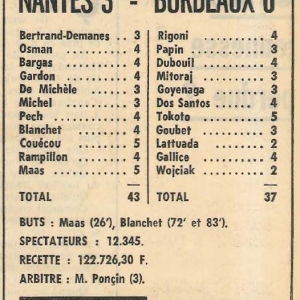 NANTES 3 - BORDEAUX 0
Bertrand-Demanes .. 3
Osman ............ 4
Bargas ............ 4
Gardon ............ 4
De Michèle ........ 3
Michel ............ 3
Pech .............. 4
Blanchet .......... 4
Couécou .......... 5
Rampillon ........ 4
Maas .............. 5
TOTAL 43
Rigoni ............ 4
Papin ............ 3
Dubouil .......... 4
Mitoraj .......... 3
Goyenaga ........ 3
Dos Santos ...... 4
Tokoto .......... 5
Goubet .......... 3
Lattuada ........ 2
Gallice .......... 4
Wojciak .......... 2
TOTAL 37
BUTS : Maas (26'), Blanchet (72' et 83').
SPECTATEURS : 12.345.
RECETTE : 122.726,30 F.
ARBITRE : M. Ponçin (3).